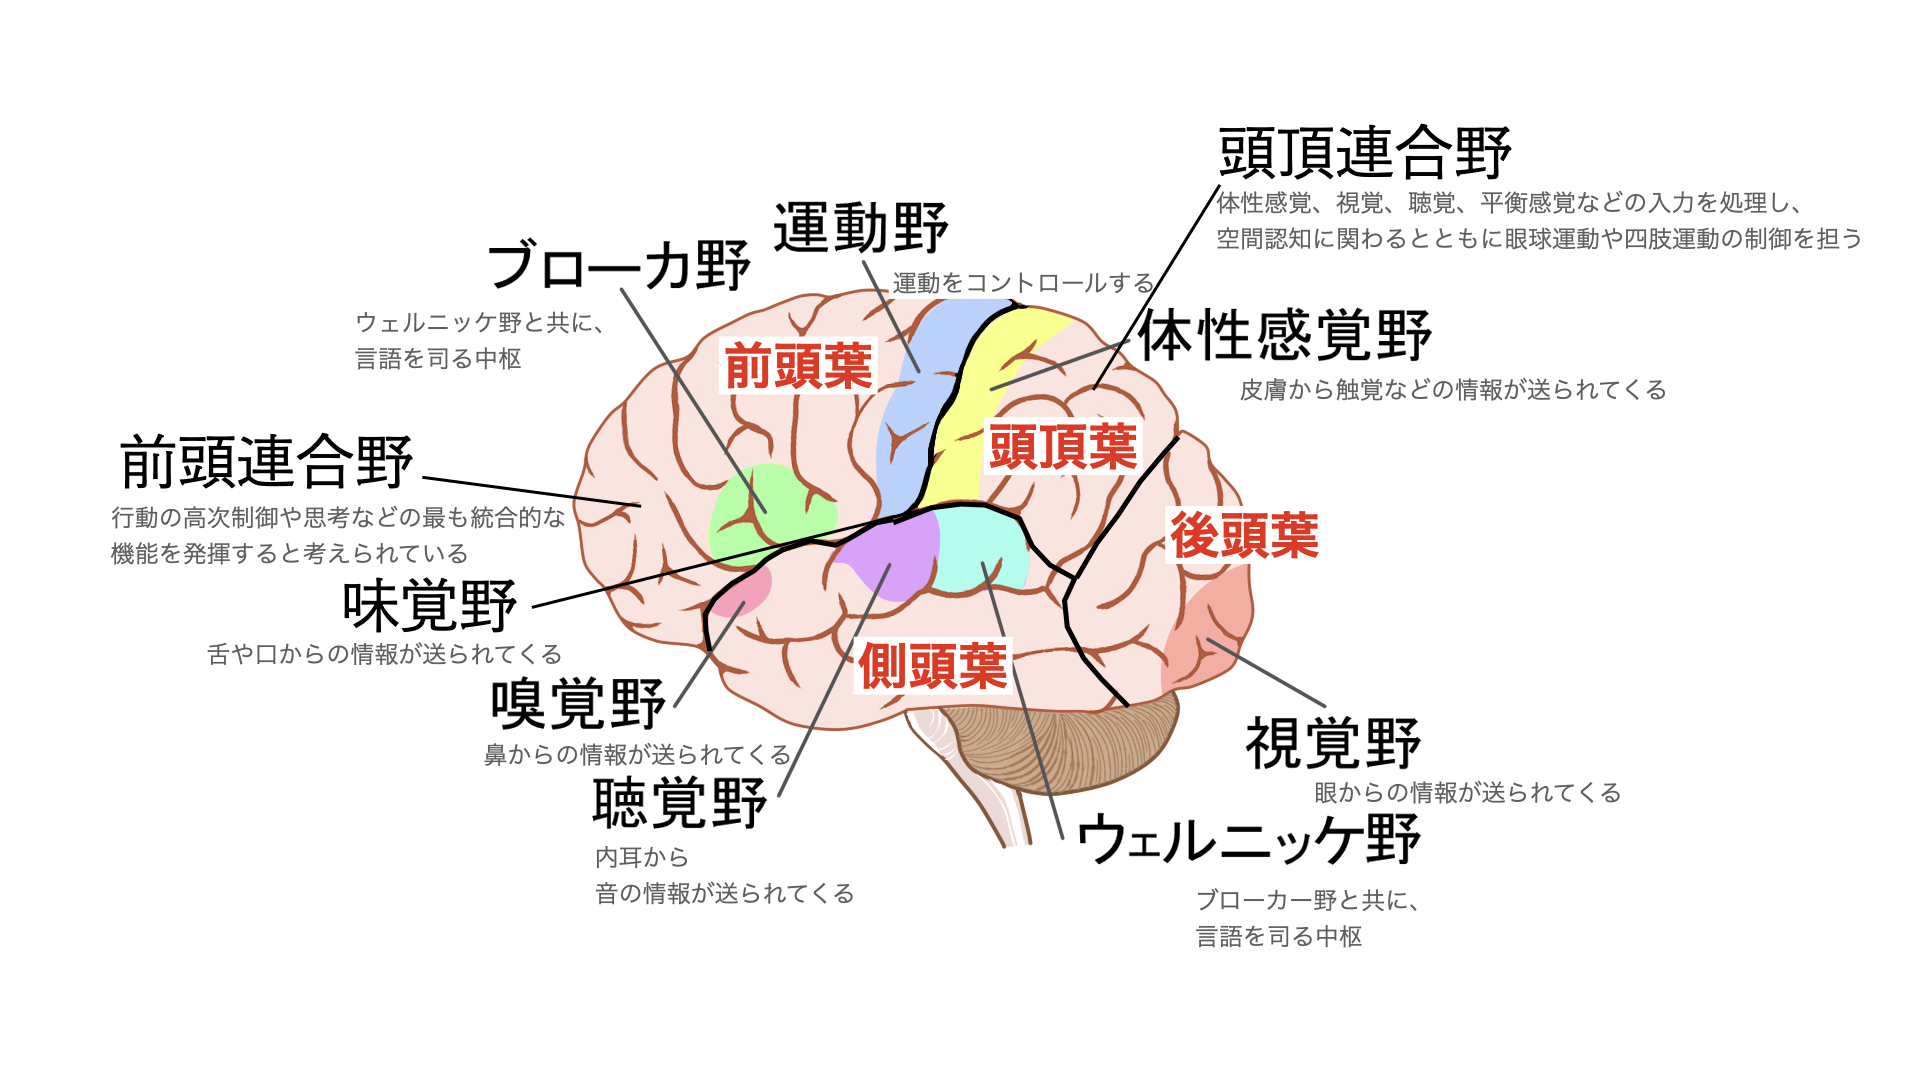 頭頂連合野
体性感覚、視覚、聴覚、平衡感覚などの入力を処理し、
空間認知に関わるとともに眼球運動や四肢運動の制御を担う
運動野
運動をコントロールする
ブローカ野
ウェルニッケ野と共に、
言語を司る中枢
体性感覚野
皮膚から触覚などの情報が送られてくる
前頭葉
頭頂葉
前頭連合野
行動の高次制御や思考などの最も統合的な
機能を発揮すると考えられている
後頭葉
味覚野
舌や口からの情報が送られてくる
側頭葉
嗅覚野
鼻からの情報が送られてくる
視覚野
眼からの情報が送られてくる
聴覚野
内耳から
音の情報が送られてくる
ウェルニッケ野
ブローカー野と共に、
言語を司る中枢